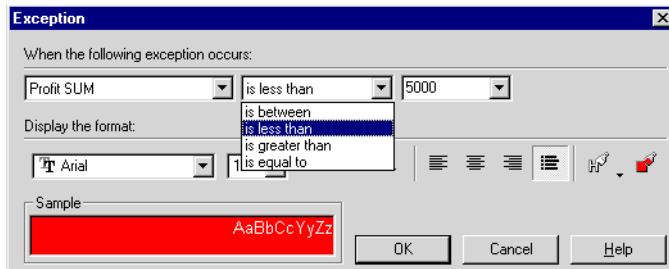 Exception
When the following exception occurs:
Profit SUM is less than 5000
is between
is less than
is greater than
is equal to
Display the format:
Arial
Sample
AaBbCcYyZz
OK Cancel Help